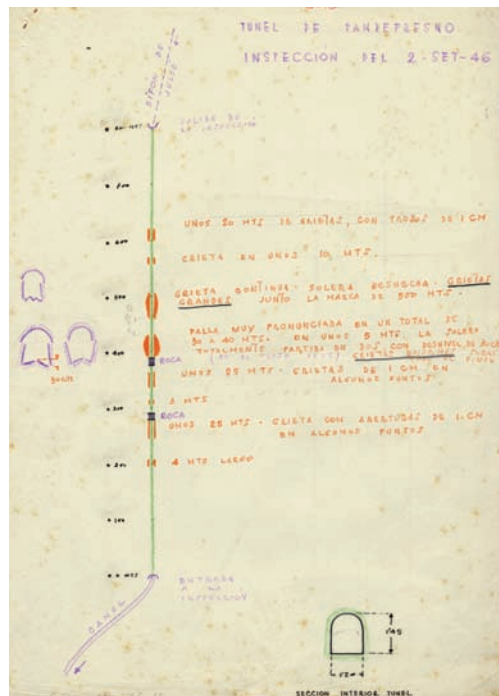 TUNEL DE
INSPECCION DEL 2-SET-46
SIFON DE
SALIDA DE
LA INSPECCION
UNOS 20 MTS DE GRIETAS, CON TROZOS DE 1 CM
GRIETA EN UNOS 10 MTS.
GRIETA CONTINUA - SOLERA DESHECHA - GRIETAS
GRANDES JUNTO LA MARCA DE 500 MTS.
FALLA MUY PRONUNCIADA EN UN TOTAL DE
30 A 40 MTS. EN UNOS 5 MTS. LA SOLERA
TOTALMENTE PARTIDA EN DOS CON DESNIVEL DE
GRIETAS
ROCA
UNOS 25 MTS - GRIETAS DE 1 CM EN
ALGUNOS PUNTOS
3 MTS
ROCA
UNOS 25 MTS - GRIETA CON ABERTURAS DE 1 CM
EN ALGUNOS PUNTOS
4 MTS LARGO
ENTRADA
A LA
INSPECCION
CANAL
SECCION INTERIOR TUNEL